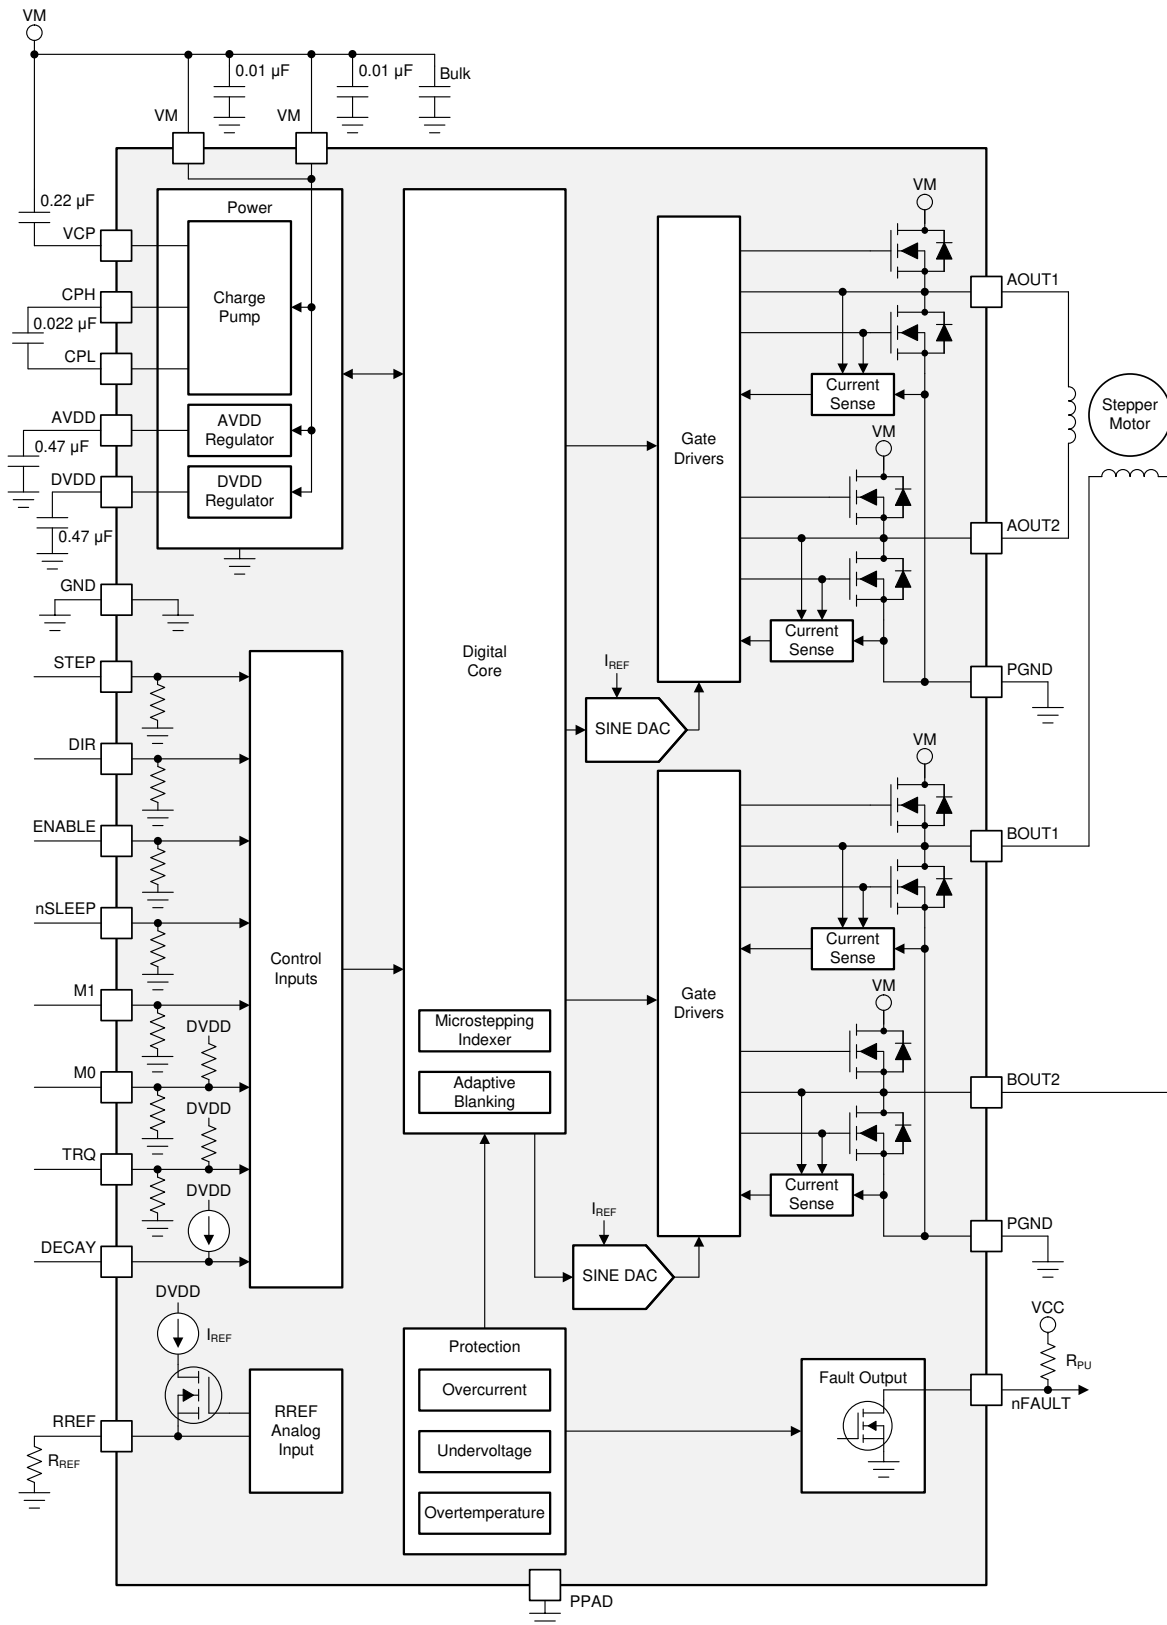 VM
0.01 µF
0.01 µF
Bulk
VM
VM
0.22 µF
VCP
CPH
0.022 µF
CPL
AVDD
0.47 µF
DVDD
0.47 µF
GND
Power
Charge
Pump
AVDD
Regulator
DVDD
Regulator
STEP
DIR
ENABLE
nSLEEP
M1
DVDD
M0
DVDD
TRQ
DVDD
DECAY
Control
Inputs
DVDD
IREF
RREF
RREF
RREF
Analog
Input
Digital
Core
Microstepping
Indexer
Adaptive
Blanking
Protection
Overcurrent
Undervoltage
Overtemperature
IREF
SINE DAC
IREF
SINE DAC
Gate
Drivers
VM
AOUT1
Current
Sense
VM
AOUT2
Current
Sense
PGND
Stepper
Motor
Gate
Drivers
VM
BOUT1
Current
Sense
VM
BOUT2
Current
Sense
PGND
VCC
RPU
Fault Output
nFAULT
PPAD